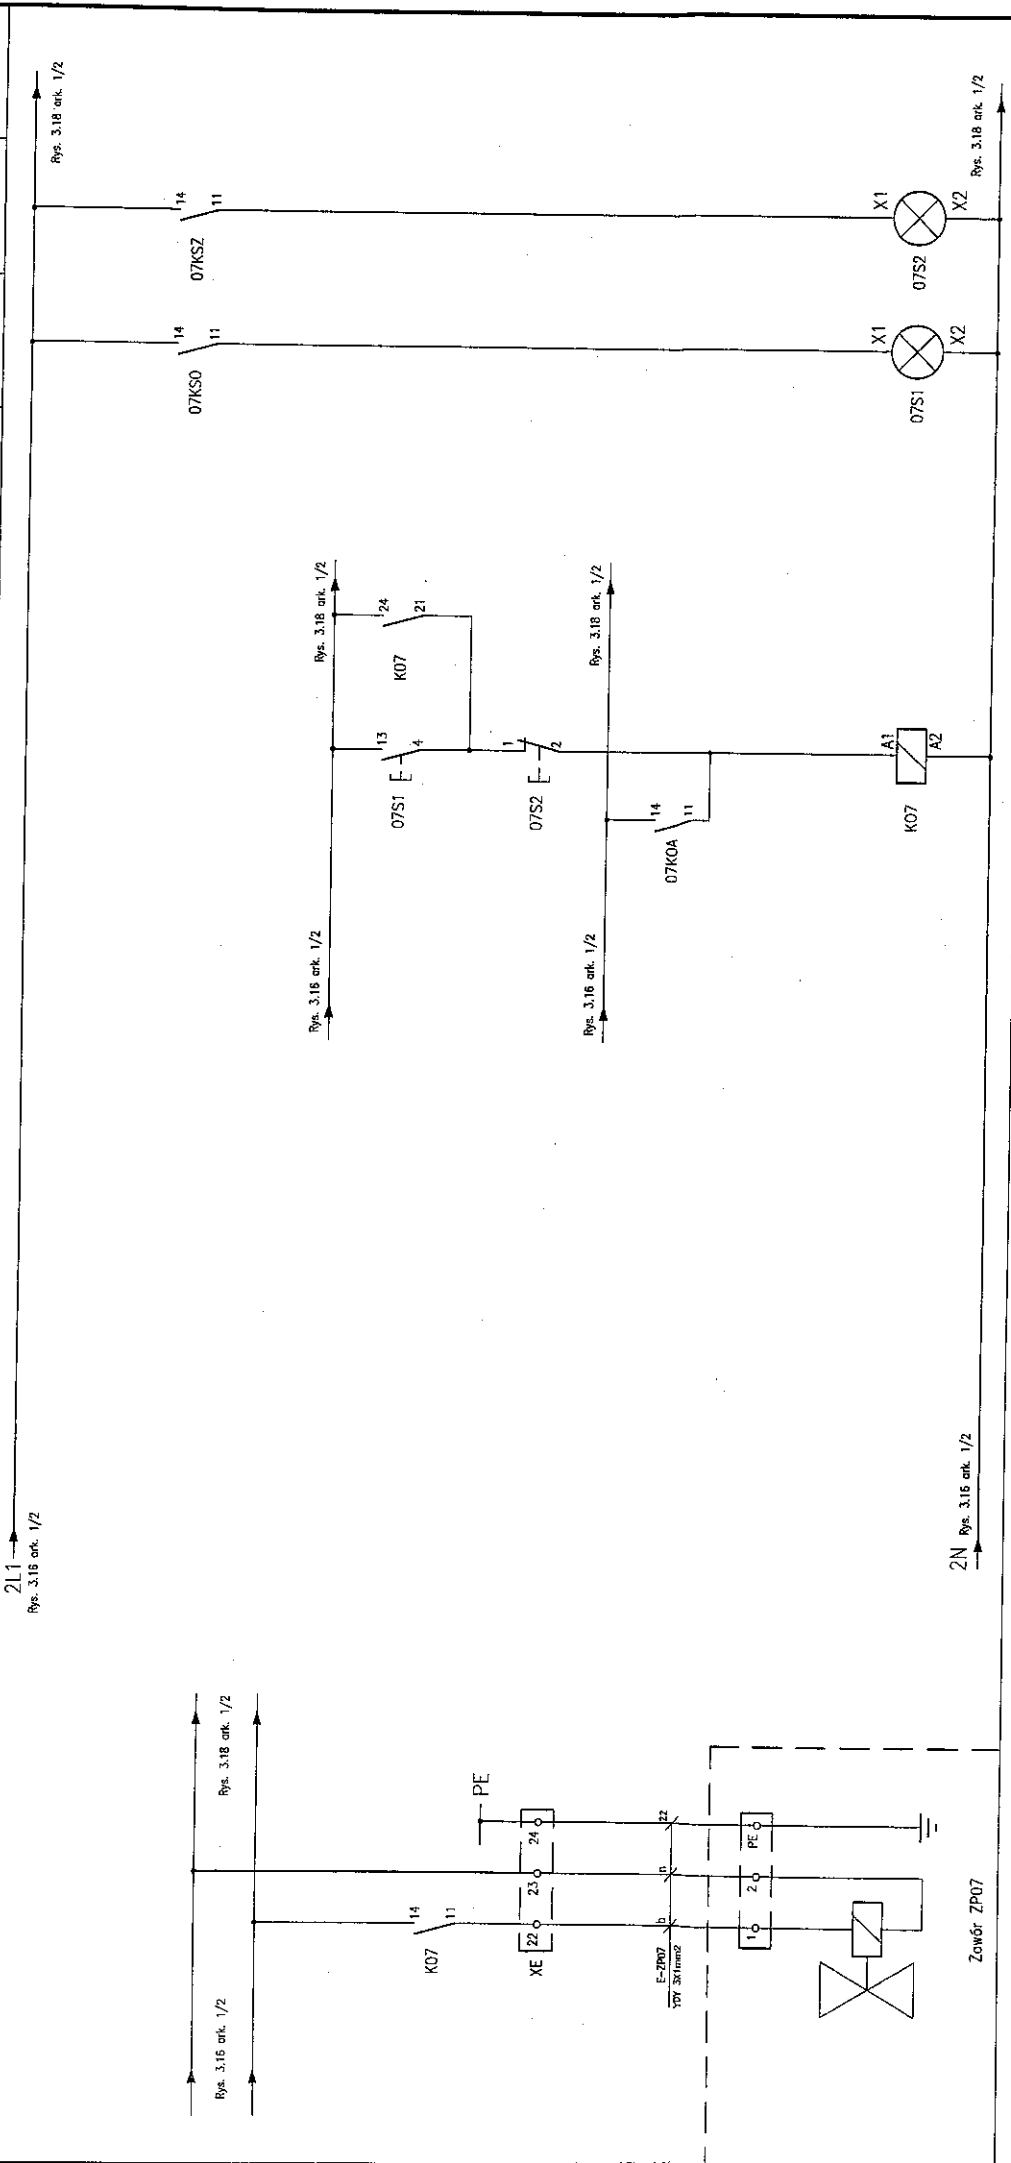 Rys. 3.18 ark. 1/2
Rys. 3.18 ark. 1/2
14
11
07KSZ
X1
X2
07S2
14
11
07KSO
X1
X2
07S1
Rys. 3.18 ark. 1/2
24
21
K07
Rys. 3.18 ark. 1/2
13
4
07S1
1
2
07S2
14
11
07KOA
A1
A2
K07
Rys. 3.16 ark. 1/2
Rys. 3.16 ark. 1/2
2L1
Rys. 3.16 ark. 1/2
2N
Rys. 3.16 ark. 1/2
Rys. 3.18 ark. 1/2
PE
24
23
22
XE
14
11
K07
zz
n
b
E-ZP07
YDY 3X1mm2
PE
2
1
Zawór ZP07
Rys. 3.16 ark. 1/2